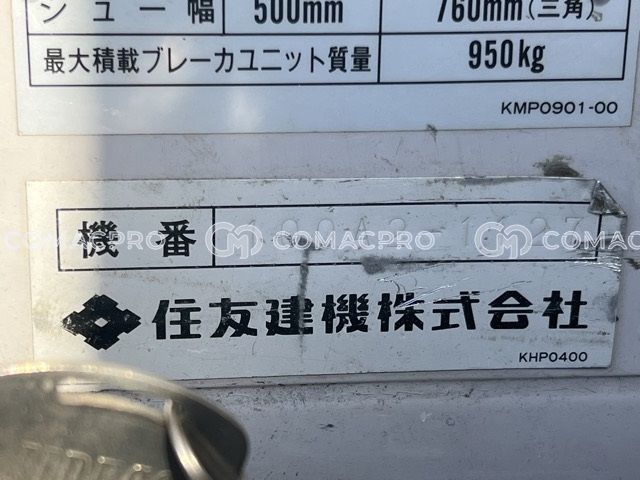 シュー幅 500mm 760mm(三角)
最大積載ブレーカユニット質量 950kg
KMP0901-00
機番
COMACPRO CM COMACPRO CM COMACPRO
住友建機株式会社
KHP0400